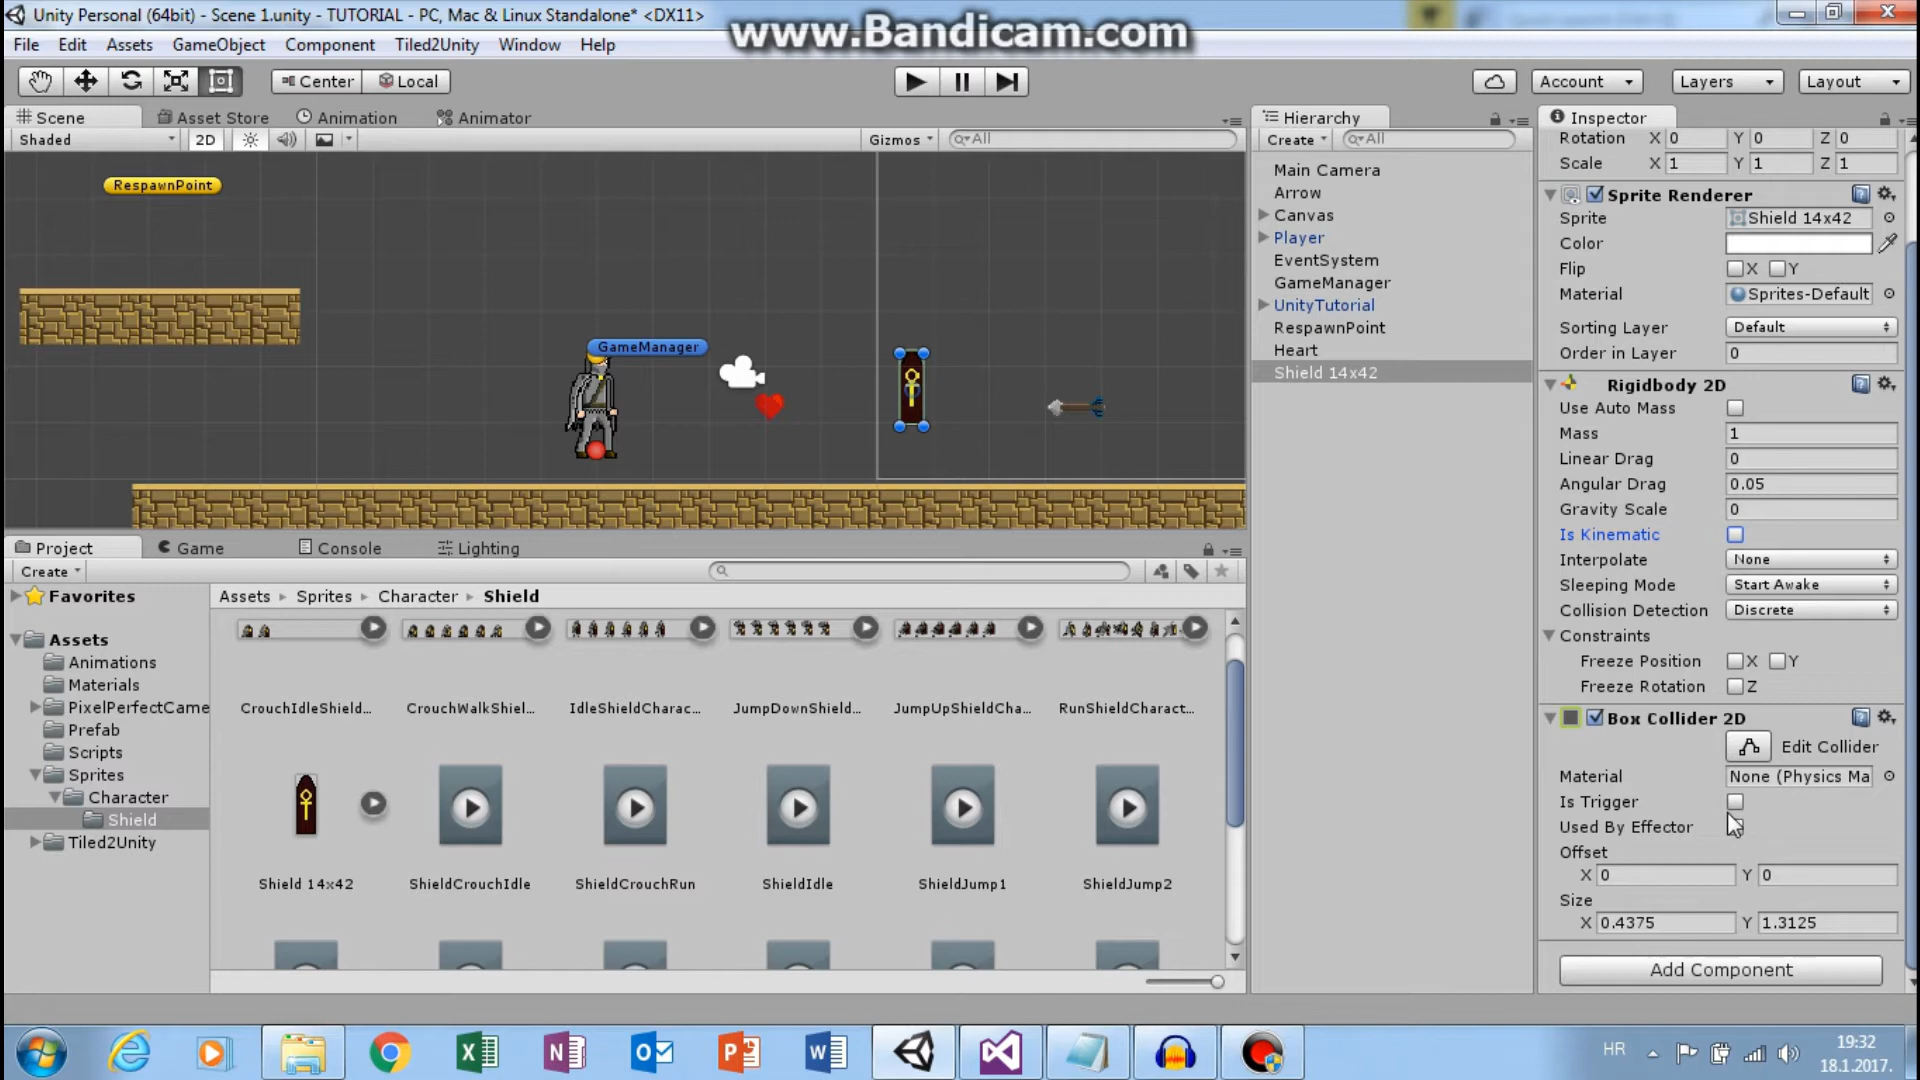 Unity Personal (64bit) - Scene 1.unity - TUTORIAL - PC, Mac & Linux Standalone* <DX11>
www.Bandicam.com
File Edit Assets GameObject Component Tiled2Unity Window Help
Center Local Account Layers Layout
Scene Asset Store Animation Animator
Shaded 2D Gizmos All
RespawnPoint
GameManager
Hierarchy
Create All
Main Camera
Arrow
Canvas
Player
EventSystem
GameManager
UnityTutorial
RespawnPoint
Heart
Shield 14x42
Inspector
Rotation X 0 Y 0 Z 0
Scale X 1 Y 1 Z 1
Sprite Renderer
Sprite Shield 14x42
Color
Flip X Y
Material Sprites-Default
Sorting Layer Default
Order in Layer 0
Rigidbody 2D
Use Auto Mass
Mass 1
Linear Drag 0
Angular Drag 0.05
Gravity Scale 0
Is Kinematic
Interpolate None
Sleeping Mode Start Awake
Collision Detection Discrete
Constraints
Freeze Position X Y
Freeze Rotation Z
Box Collider 2D
Edit Collider
Material None (Physics Ma
Is Trigger
Used By Effector
Offset
X 0 Y 0
Size
X 0.4375 Y 1.3125
Add Component
Project Game Console Lighting
Create
Favorites
Assets
Animations
Materials
PixelPerfectCame
Prefab
Scripts
Sprites
Character
Shield
Tiled2Unity
Assets Sprites Character Shield
CrouchIdleShield... CrouchWalkShiel... IdleShieldCharac... JumpDownShield... JumpUpShieldCha... RunShieldCharact...
Shield 14x42 ShieldCrouchIdle ShieldCrouchRun ShieldIdle ShieldJump1 ShieldJump2
HR
19:32
18.1.2017.